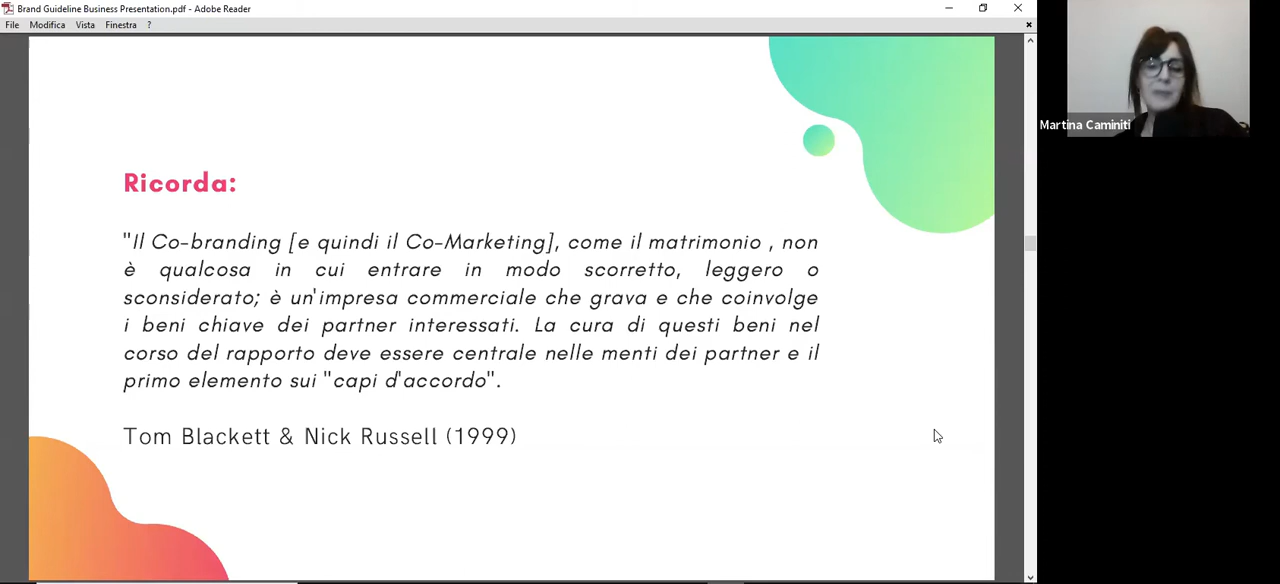 Brand Guideline Business Presentation.pdf - Adobe Reader
File Modifica Vista Finestra ?
Martina Caminiti
Ricorda:
"Il Co-branding [e quindi il Co-Marketing], come il matrimonio , non
è qualcosa in cui entrare in modo scorretto, leggero o
sconsiderato; è un'impresa commerciale che grava e che coinvolge
i beni chiave dei partner interessati. La cura di questi beni nel
corso del rapporto deve essere centrale nelle menti dei partner e il
primo elemento sui "capi d'accordo".
Tom Blackett & Nick Russell (1999)